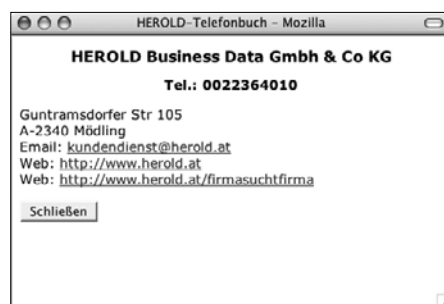 HEROLD-Telefonbuch - Mozilla
HEROLD Business Data Gmbh & Co KG
Tel.: 0022364010
Guntramsdorfer Str 105
A-2340 Mödling
Email: kundendienst@herold.at
Web: http://www.herold.at
Web: http://www.herold.at/firmasuchtfirma
Schließen